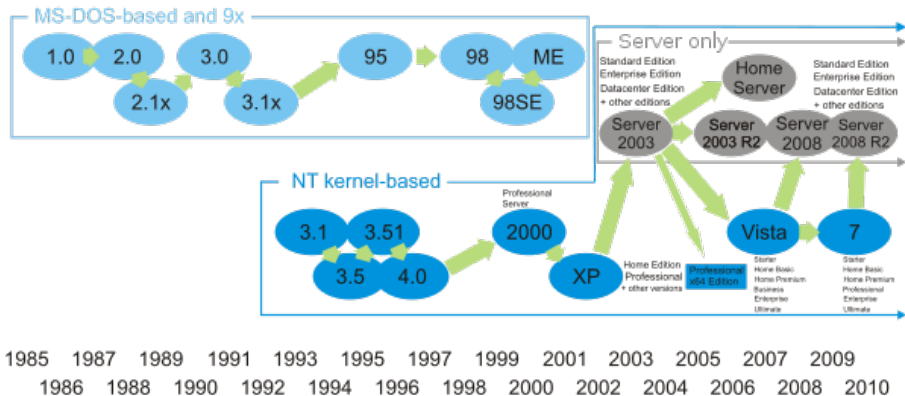 MS-DOS-based and 9x
1.0
2.0
3.0
95
98
ME
2.1x
3.1x
98SE
Server only
Standard Edition
Enterprise Edition
Datacenter Edition
+ other editions
Home
Server
Standard Edition
Enterprise Edition
Datacenter Edition
+ other editions
Server
2003
Server
2003 R2
Server
2008
Server
2008 R2
NT kernel-based
3.1
3.51
3.5
4.0
Professional
Server
2000
XP
Home Edition
Professional
+ other versions
Professional
x64 Edition
Vista
7
Starter
Home Basic
Home Premium
Business
Enterprise
Ultimate
Starter
Home Basic
Home Premium
Professional
Enterprise
Ultimate
1985 1987 1989 1991 1993 1995 1997 1999 2001 2003 2005 2007 2009
1986 1988 1990 1992 1994 1996 1998 2000 2002 2004 2006 2008 2010